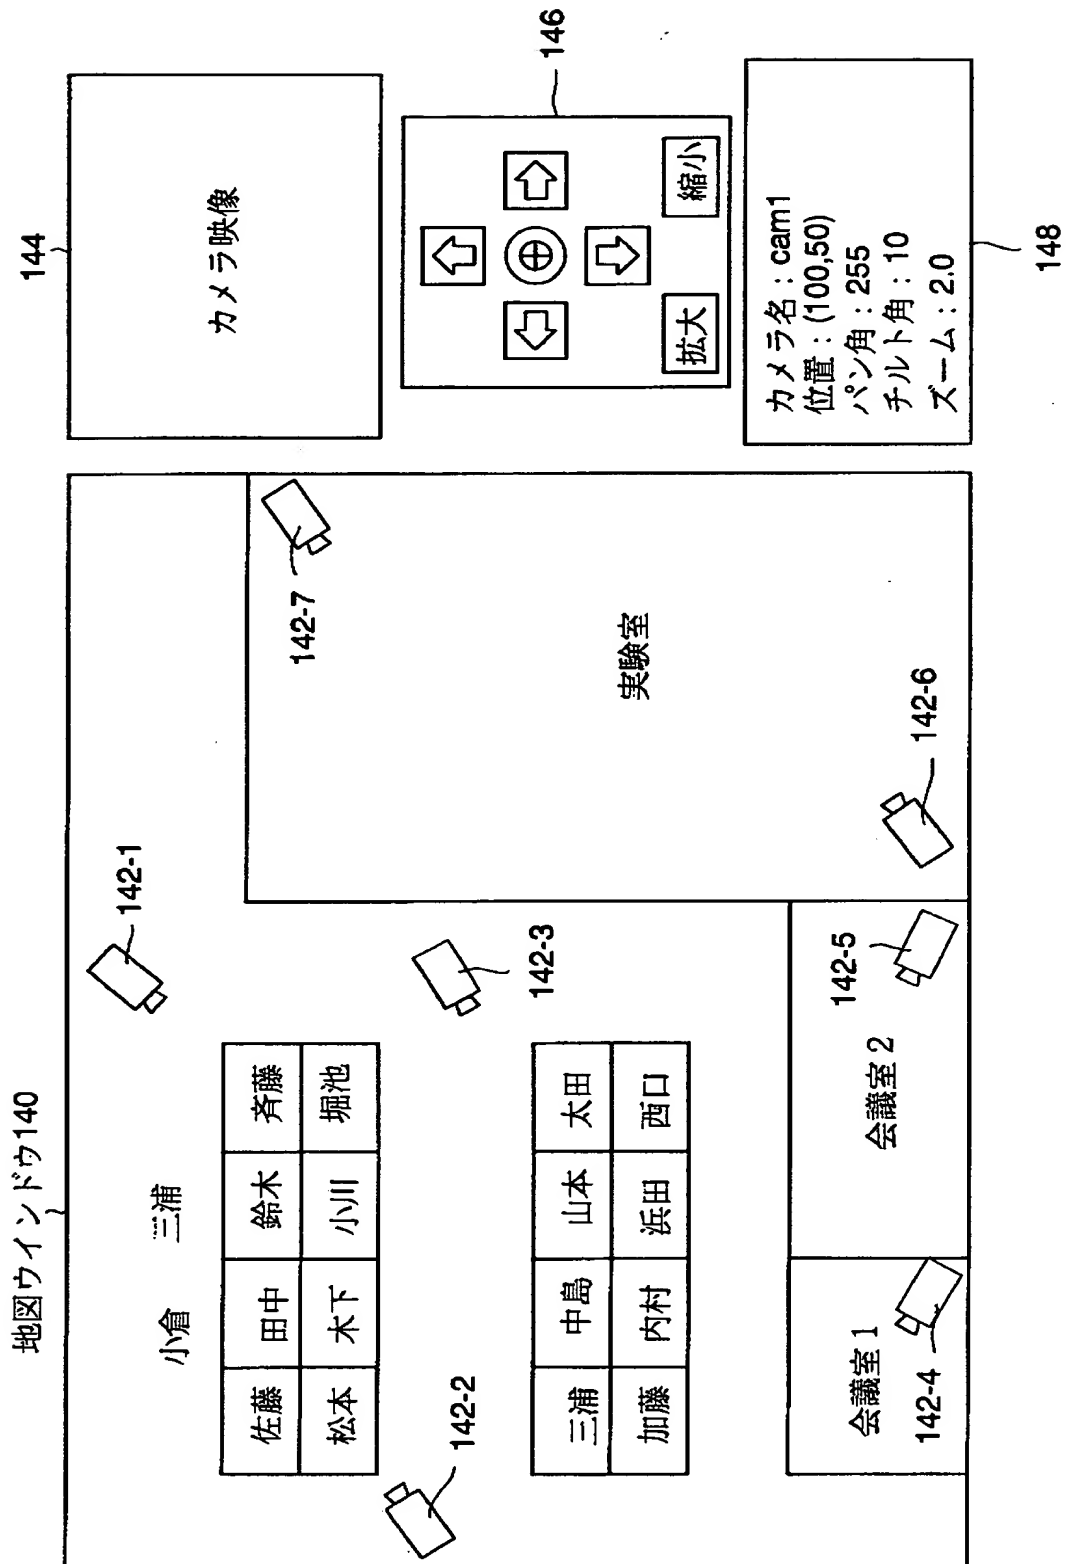 地図ウインドウ140
小倉
三浦
佐藤 田中 鈴木 斉藤
松本 木下 小川 堀池
142-1
142-2
142-3
三浦 中島 山本 太田
加藤 内村 浜田 西口
会議室1
142-4
会議室2
142-5
142-6
142-7
実験室
144
カメラ映像
146
拡大
縮小
カメラ名：cam1
位置：(100,50)
パン角：255
チルト角：10
ズーム：2.0
148